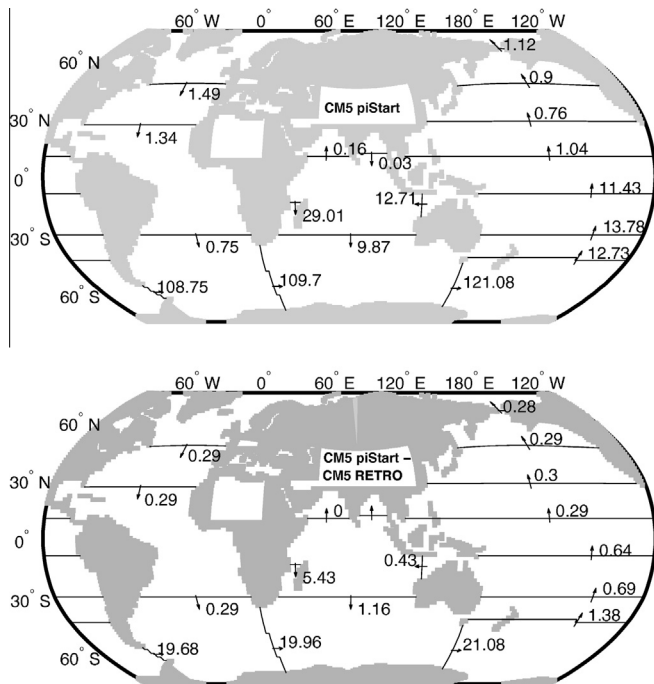 60° W 0° 60° E 120° E 180° E 120° W
60° N
1.12
0.9
1.49
CM5 piStart
30° N
0.76
1.34
0.16
0.03
1.04
0°
12.71
11.43
29.01
30° S
0.75
9.87
13.78
12.73
60° S
108.75
109.7
121.08
60° W 0° 60° E 120° E 180° E 120° W
60° N
0.28
0.29
0.29
CM5 piStart –
CM5 RETRO
30° N
0.3
0.29
0
0.29
0°
0.43
0.64
5.43
30° S
0.29
1.16
0.69
1.38
60° S
19.68
19.96
21.08